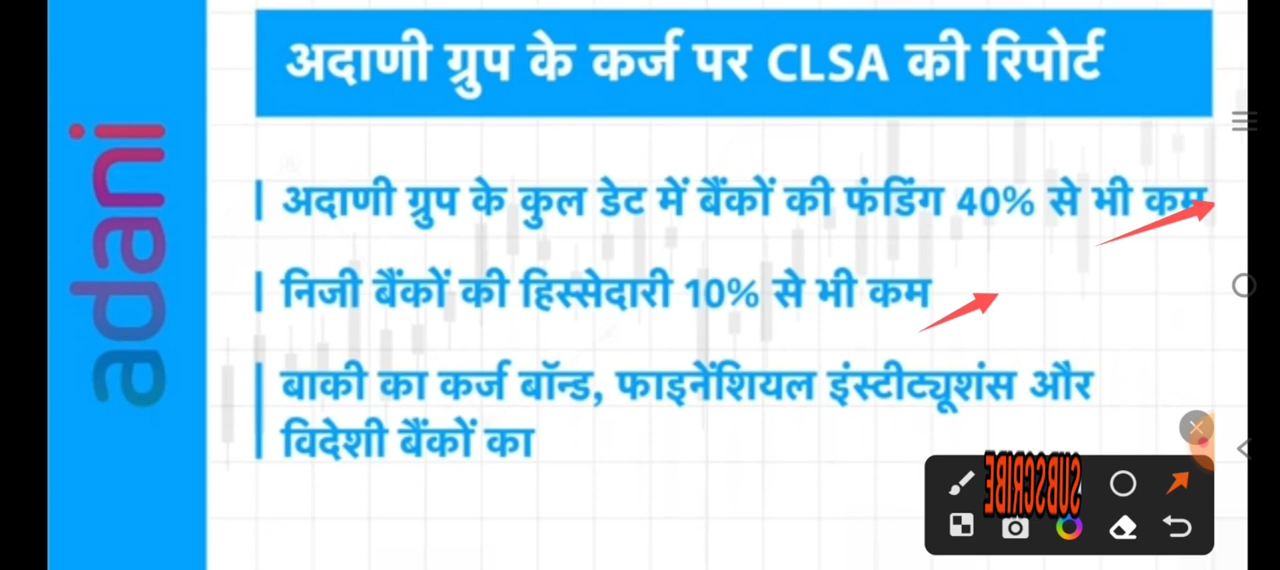 adani
अदाणी ग्रुप के कर्ज पर CLSA की रिपोर्ट
अदाणी ग्रुप के कुल डेट में बैंकों की फंडिंग 40% से भी कम
निजी बैंकों की हिस्सेदारी 10% से भी कम
बाकी का कर्ज बॉन्ड, फाइनेंशियल इंस्टीट्यूशंस और
विदेशी बैंकों का
SUBSCRIBE